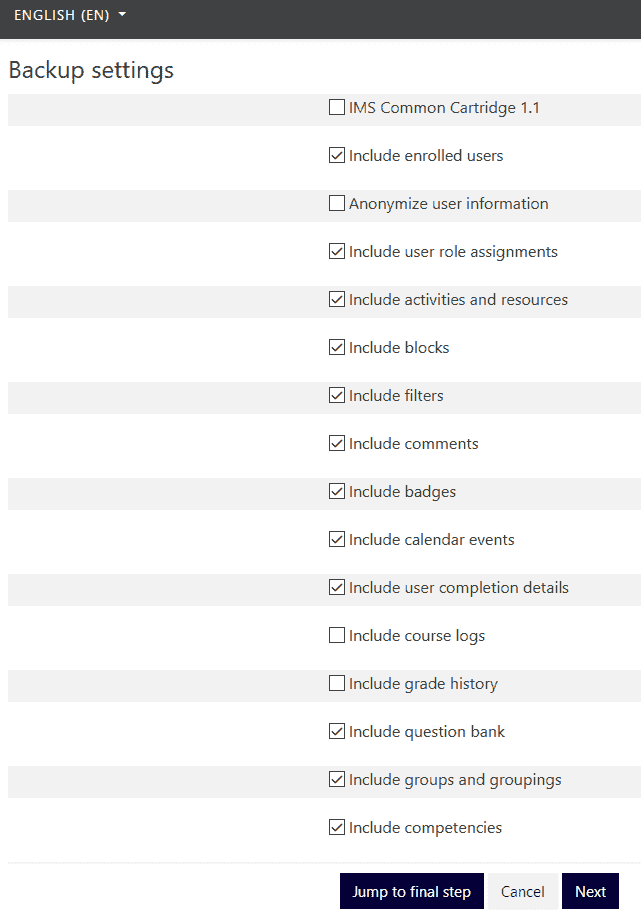 ENGLISH (EN)
Backup settings
IMS Common Cartridge 1.1
Include enrolled users
Anonymize user information
Include user role assignments
Include activities and resources
Include blocks
Include filters
Include comments
Include badges
Include calendar events
Include user completion details
Include course logs
Include grade history
Include question bank
Include groups and groupings
Include competencies
Jump to final step Cancel Next